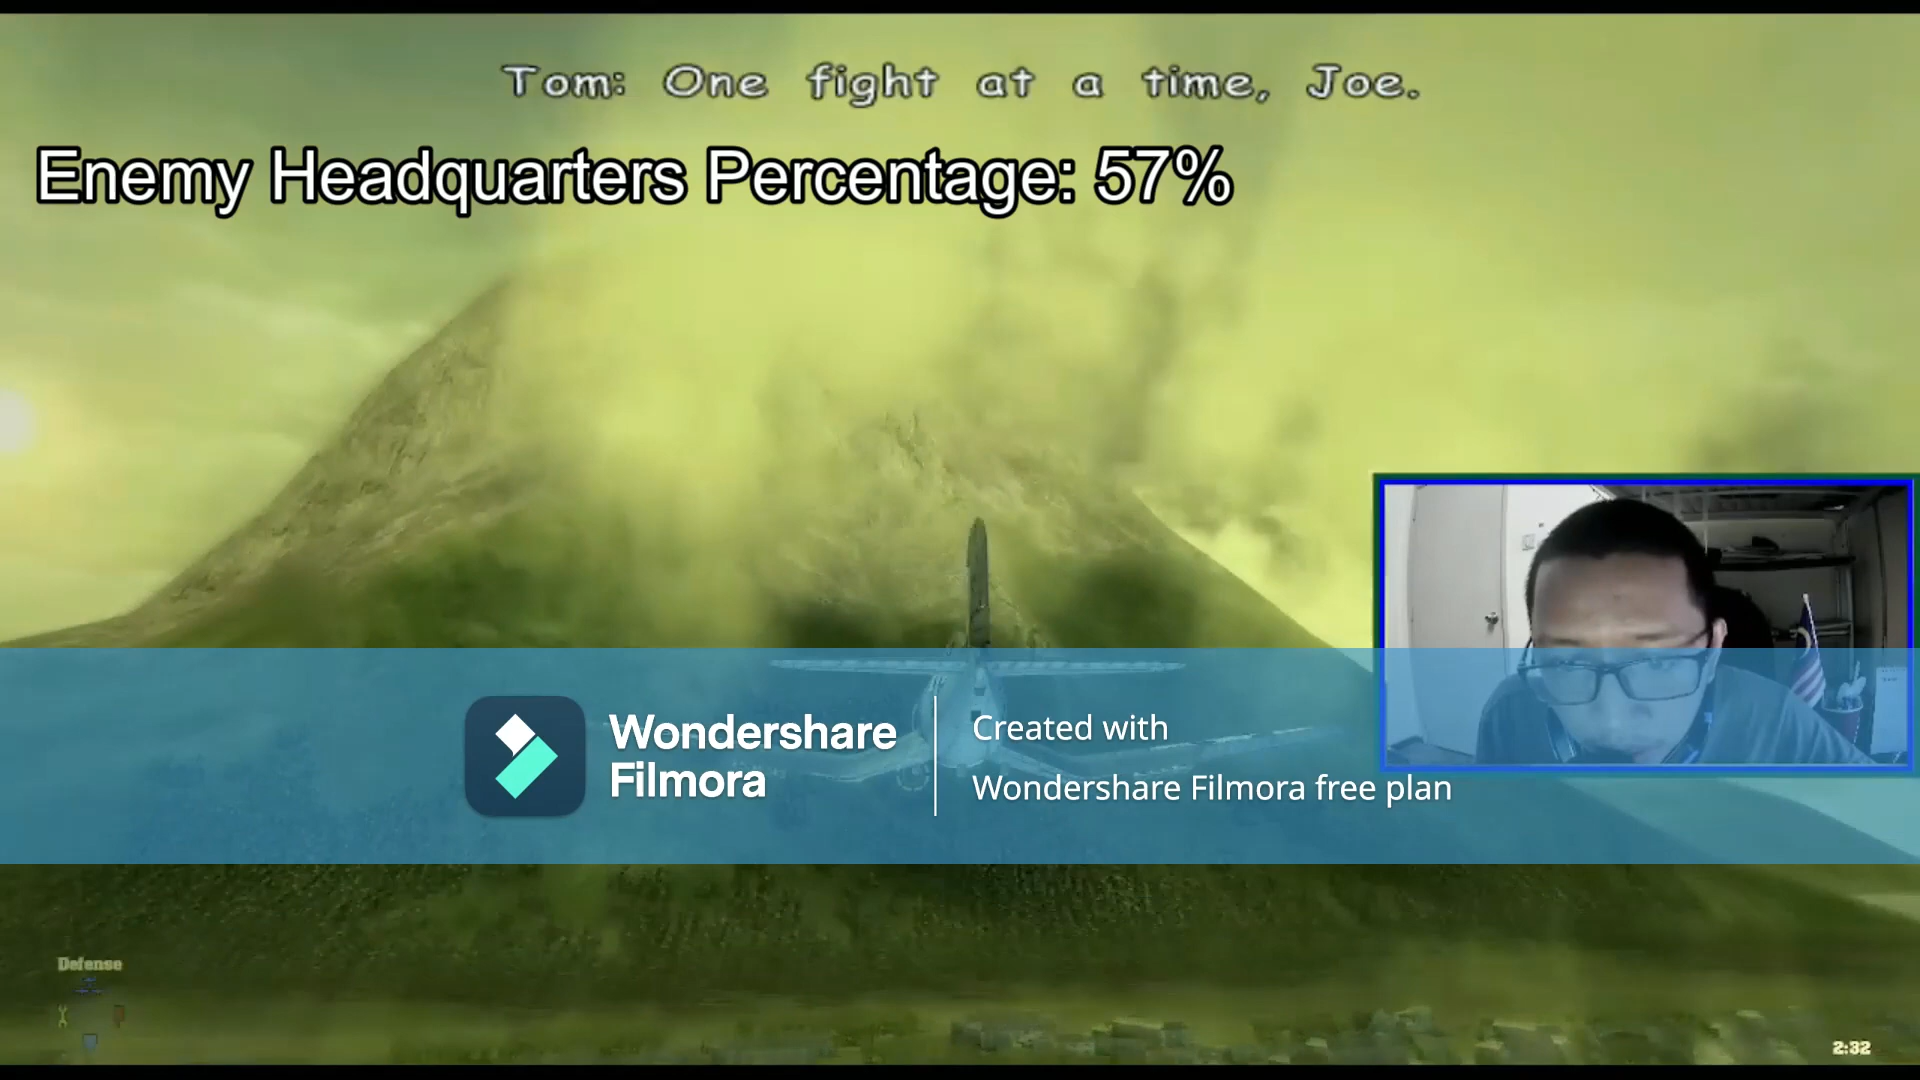 Tom: One fight at a time, Joe.
Enemy Headquarters Percentage: 57%
Wondershare
Filmora
Created with
Wondershare Filmora free plan
Defense
2:32